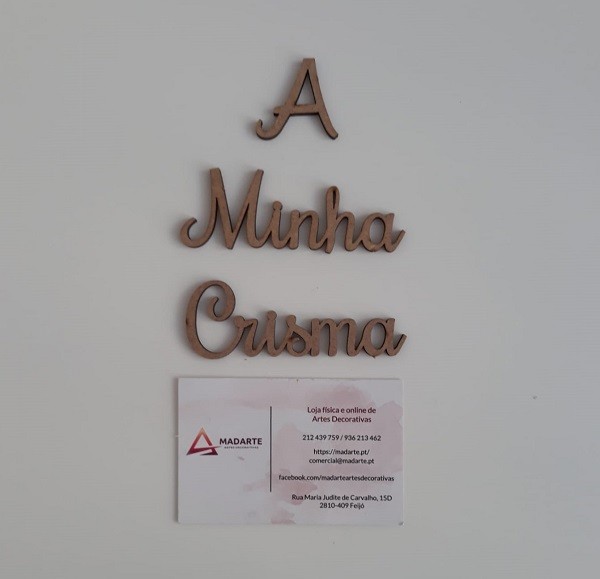 A
Minha
Crisma
MADARTE
Loja física e online de
Artes Decorativas
212 439 759 / 936 213 462
https://madarte.pt/
comercial@madarte.pt
facebook.com/madarteartesdecorativas
Rua Maria Judite de Carvalho, 15D
2810-409 Feijó